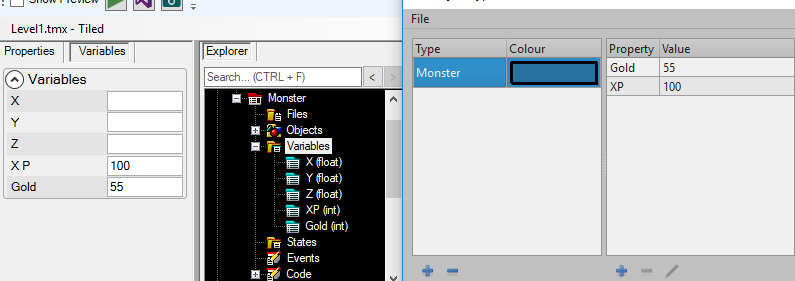 Show Preview
Level1.tmx - Tiled
Properties
Variables
Variables
X
Y
Z
X P
100
Gold
55
Explorer
Search... (CTRL + F)
<
>
Monster
Files
Objects
Variables
X (float)
Y (float)
Z (float)
XP (int)
Gold (int)
States
Events
Code
File
Type
Colour
Monster
Property
Value
Gold
55
XP
100